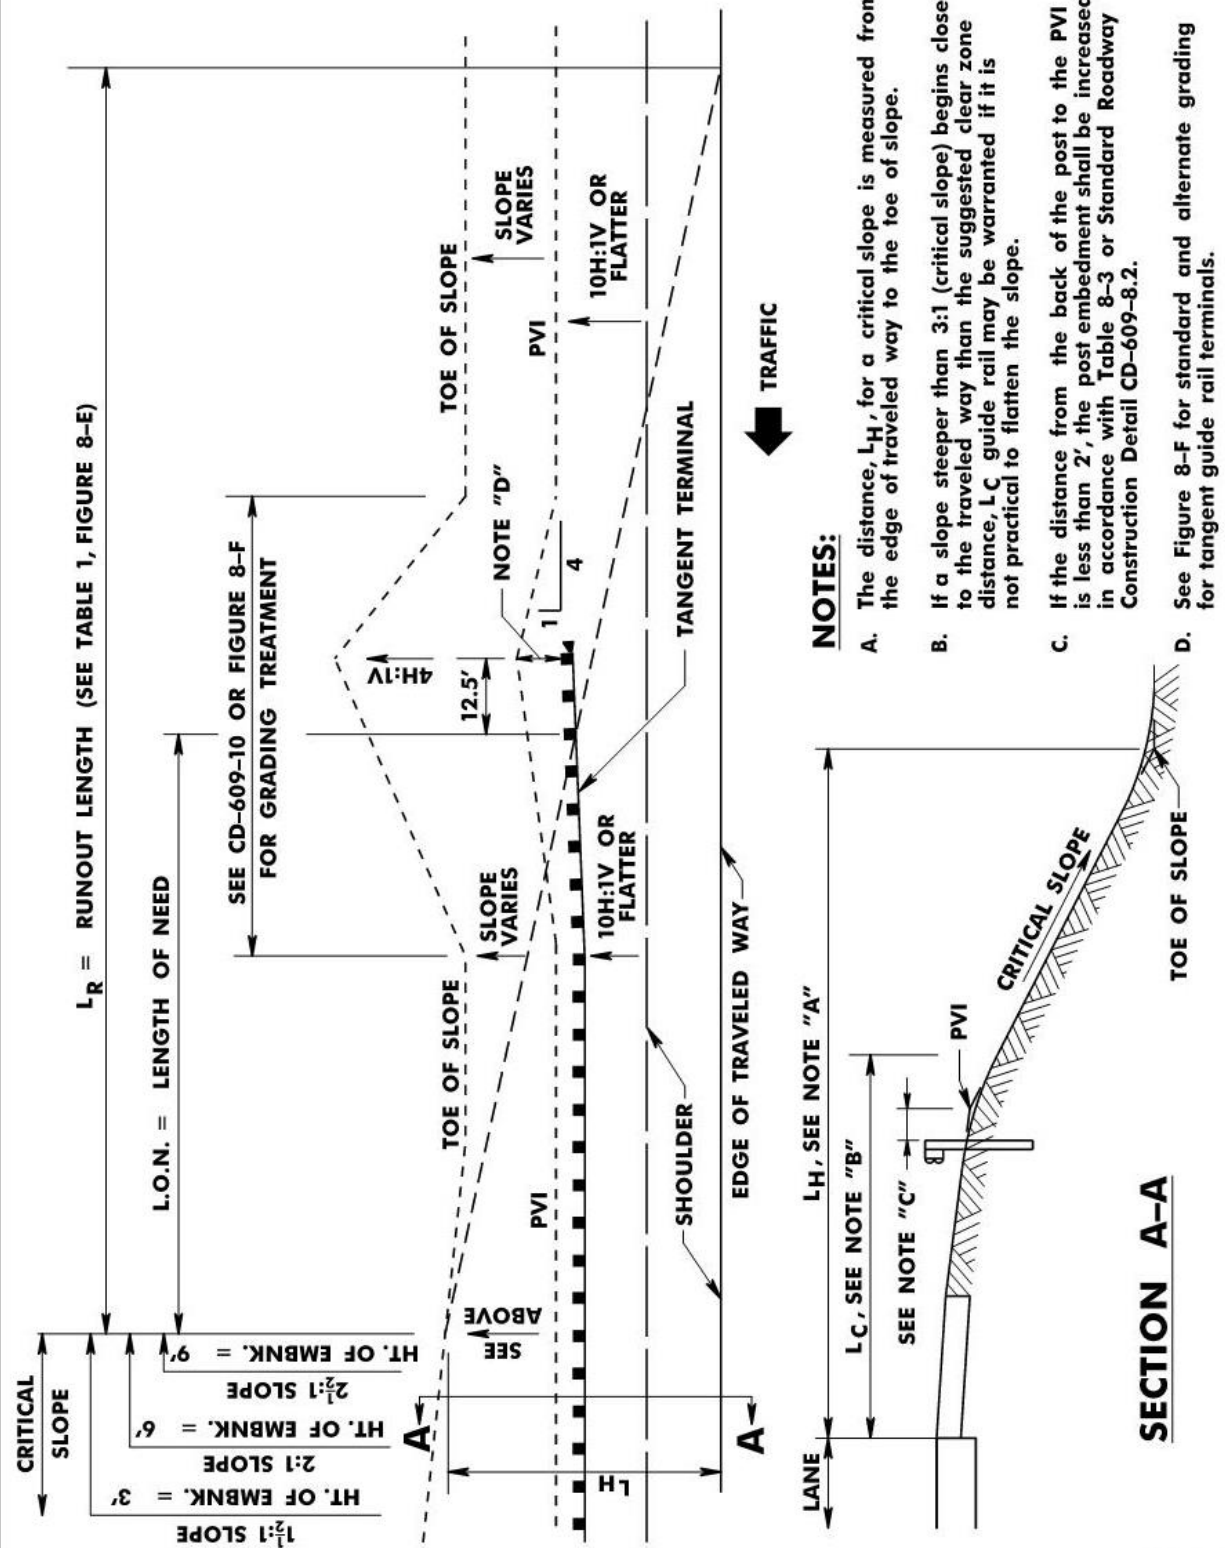 CRITICAL
SLOPE
1½:1 SLOPE
HT. OF EMBNK. = 3'
2:1 SLOPE
HT. OF EMBNK. = 6'
2½:1 SLOPE
HT. OF EMBNK. = 9'
LR = RUNOUT LENGTH (SEE TABLE 1, FIGURE 8-E)
L.O.N. = LENGTH OF NEED
SEE CD-609-10 OR FIGURE 8-F
FOR GRADING TREATMENT
4H:1V
12.5'
NOTE "D"
1
4
TOE OF SLOPE
SLOPE
VARIES
PVI
10H:1V OR
FLATTER
TOE OF SLOPE
SLOPE
VARIES
PVI
10H:1V OR
FLATTER
SEE
ABOVE
A
A
LH
TANGENT TERMINAL
SHOULDER
EDGE OF TRAVELED WAY
TRAFFIC
LANE
LH, SEE NOTE "A"
LC, SEE NOTE "B"
SEE NOTE "C"
PVI
CRITICAL SLOPE
TOE OF SLOPE
SECTION A-A
NOTES:
A. The distance, LH, for a critical slope is measured from
the edge of traveled way to the toe of slope.
B. If a slope steeper than 3:1 (critical slope) begins close
to the traveled way than the suggested clear zone
distance, LC guide rail may be warranted if it is
not practical to flatten the slope.
C. If the distance from the back of the post to the PVI
is less than 2', the post embedment shall be increased
in accordance with Table 8-3 or Standard Roadway
Construction Detail CD-609-8.2.
D. See Figure 8-F for standard and alternate grading
for tangent guide rail terminals.